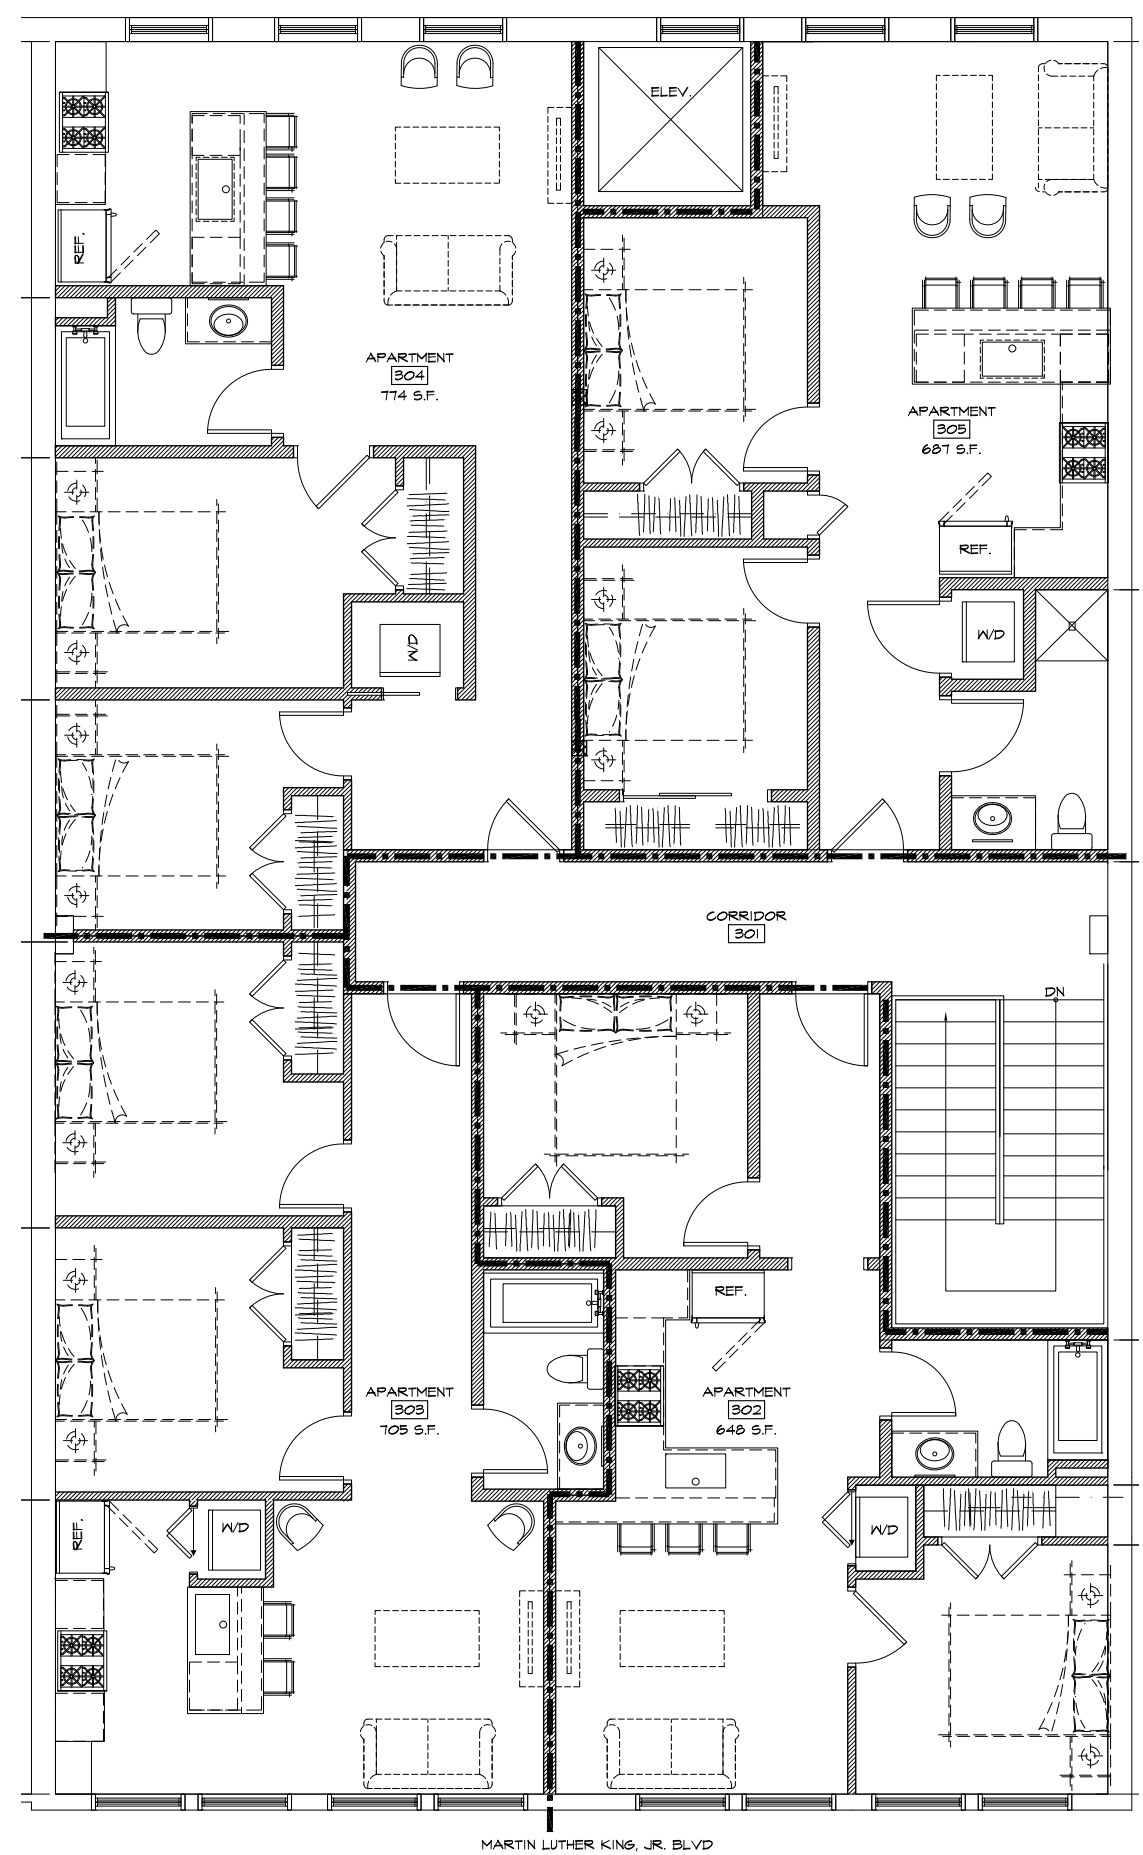 ELEV.
REF.
APARTMENT
304
774 S.F.
APARTMENT
305
687 S.F.
REF.
W/D
W/D
CORRIDOR
301
DN
REF.
APARTMENT
303
705 S.F.
APARTMENT
302
648 S.F.
REF.
W/D
W/D
MARTIN LUTHER KING, JR. BLVD